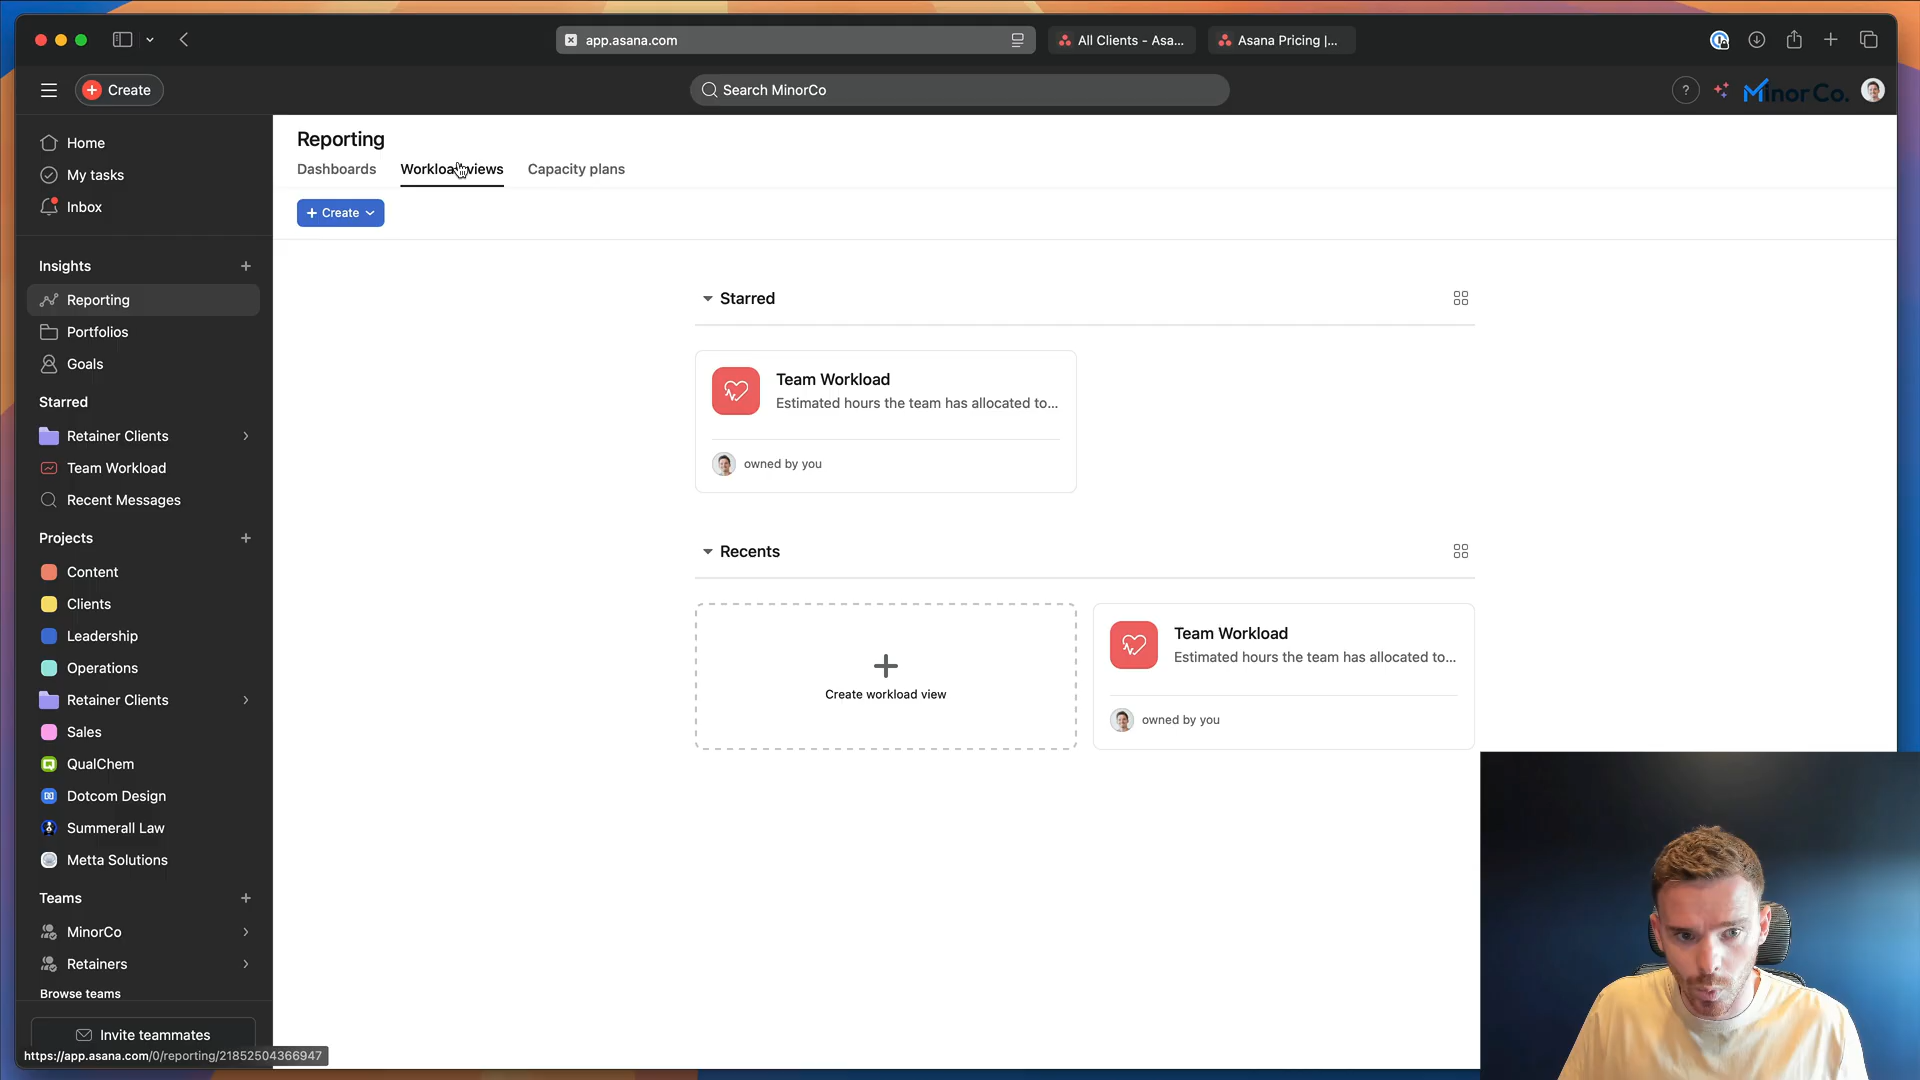 app.asana.com
All Clients - Asa...
Asana Pricing |...
Create
Search MinorCo
?
MinorCo.
Home
My tasks
Inbox
Insights
Reporting
Portfolios
Goals
Starred
Retainer Clients
Team Workload
Recent Messages
Projects
Content
Clients
Leadership
Operations
Retainer Clients
Sales
QualChem
Dotcom Design
Summerall Law
Metta Solutions
Teams
MinorCo
Retainers
Browse teams
Invite teammates
https://app.asana.com/0/reporting/21852504366947
Reporting
Dashboards
Workload views
Capacity plans
+ Create
Starred
Team Workload
Estimated hours the team has allocated to...
owned by you
Recents
Create workload view
Team Workload
Estimated hours the team has allocated to...
owned by you